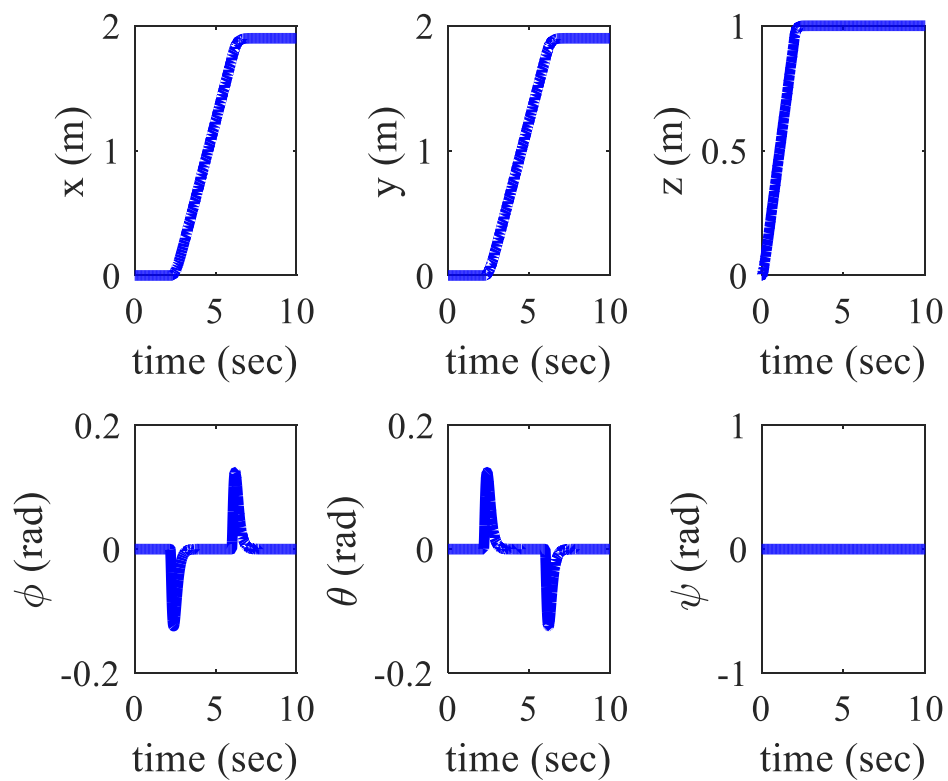 x (m)
2
1
0
0 5 10
time (sec)
y (m)
2
1
0
0 5 10
time (sec)
z (m)
1
0.5
0
0 5 10
time (sec)
ϕ (rad)
0.2
0
-0.2
0 5 10
time (sec)
θ (rad)
0.2
0
-0.2
0 5 10
time (sec)
ψ (rad)
1
0
-1
0 5 10
time (sec)